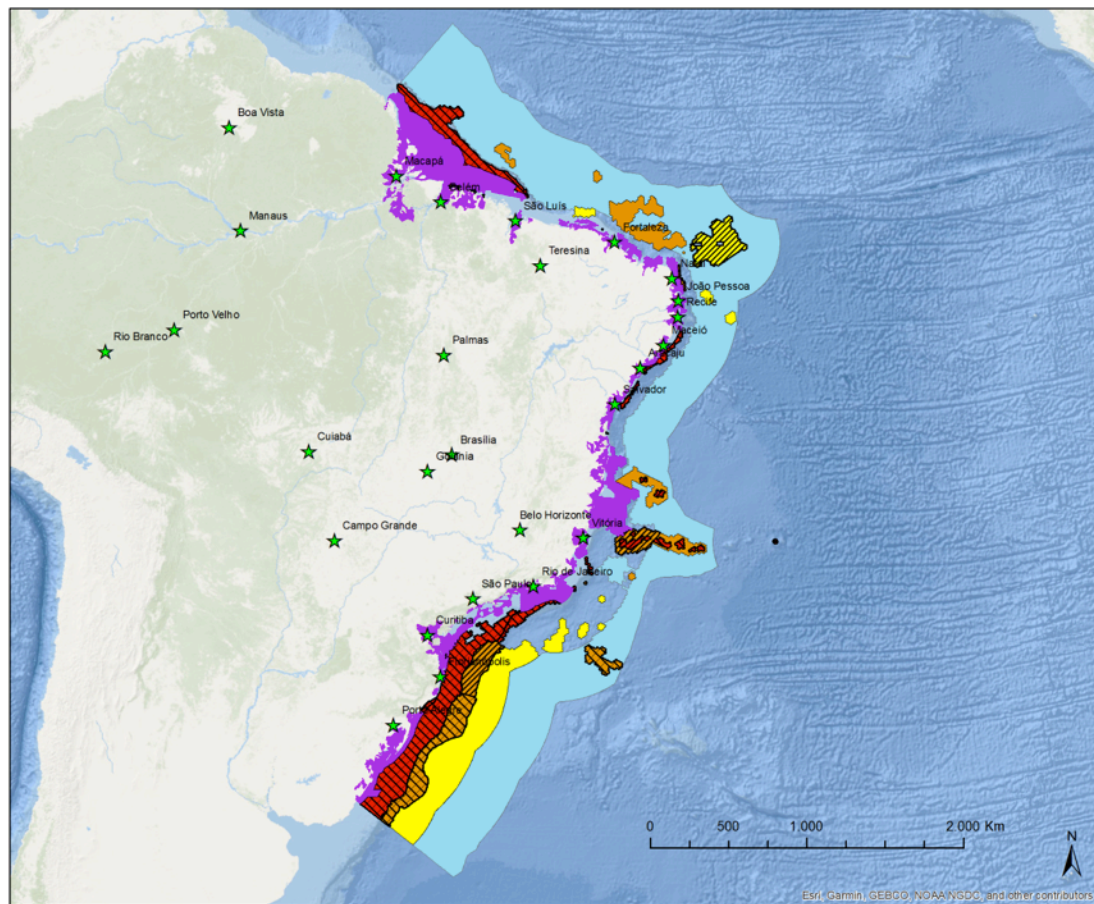 Boa Vista
Macapá
Belém
São Luís
Manaus
Fortaleza
Teresina
Natal
João Pessoa
Recife
Porto Velho
Maceió
Rio Branco
Palmas
Aracaju
Salvador
Cuiabá
Brasília
Goiânia
Belo Horizonte
Vitória
Campo Grande
Rio de Janeiro
São Paulo
Curitiba
Florianópolis
Porto Alegre
0 500 1 000 2 000 Km
N
Esri, Garmin, GEBCO, NOAA NGDC, and other contributors